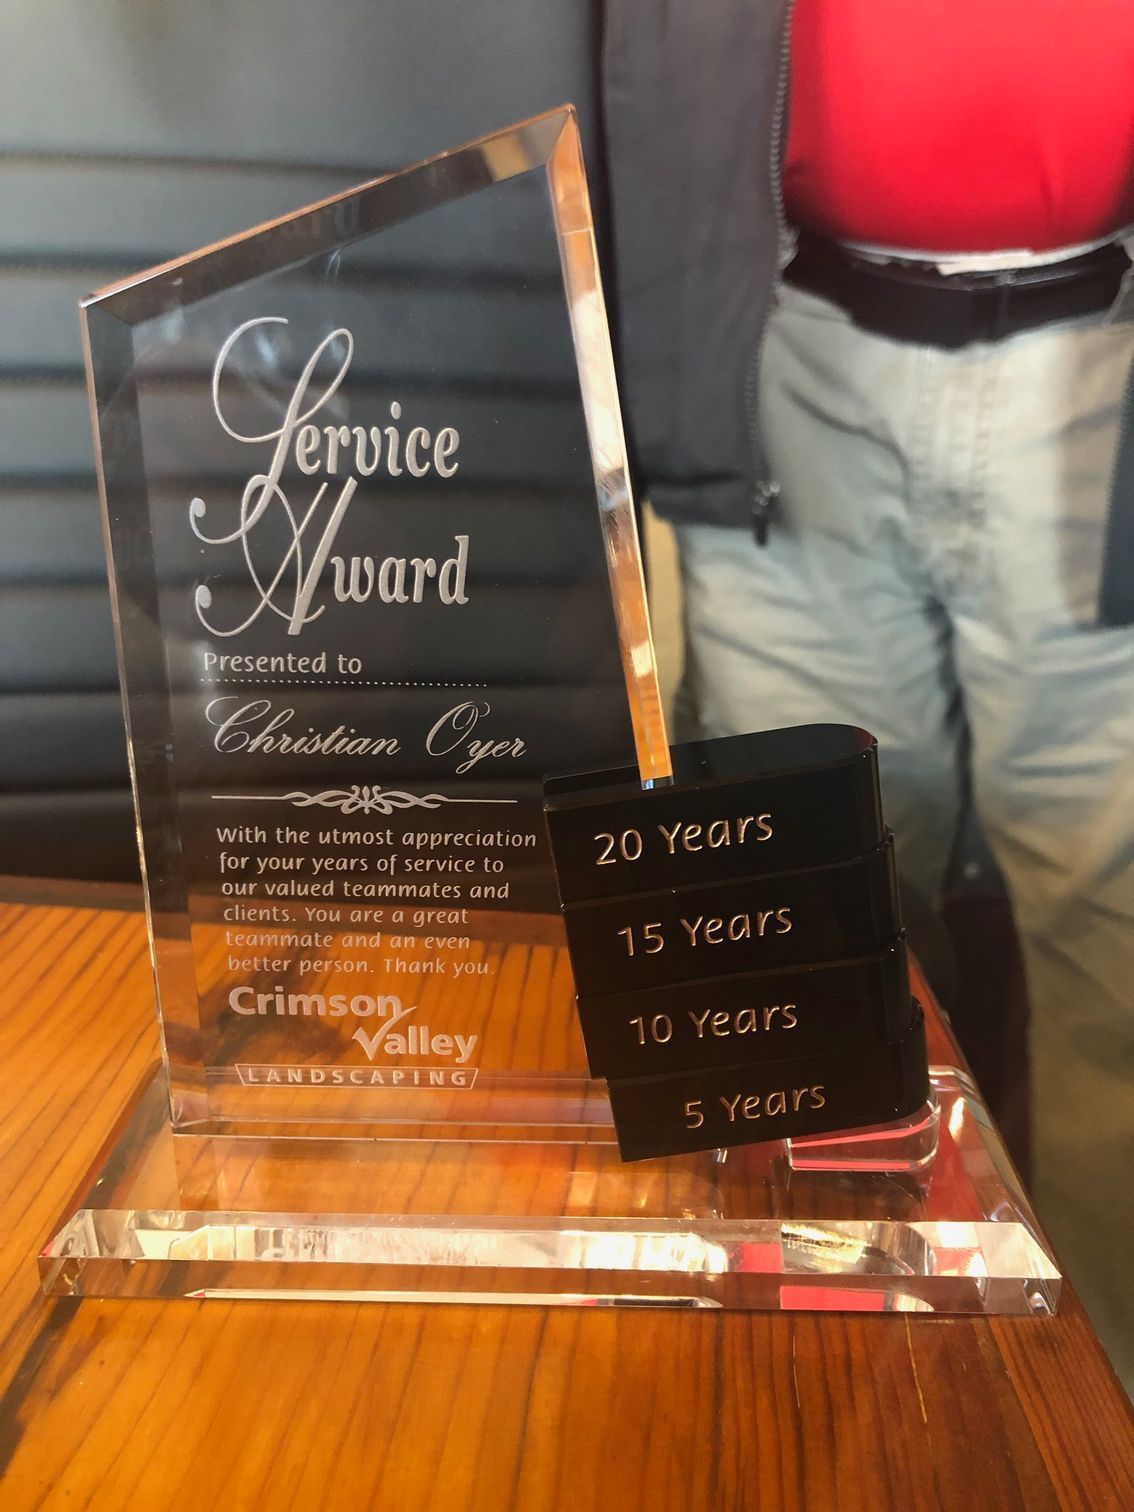 Service
Award
Presented to
Christian O'yer
With the utmost appreciation
for your years of service to
our valued teammates and
clients. You are a great
teammate and an even
better person. Thank you.
Crimson
Valley
LANDSCAPING
20 Years
15 Years
10 Years
5 Years